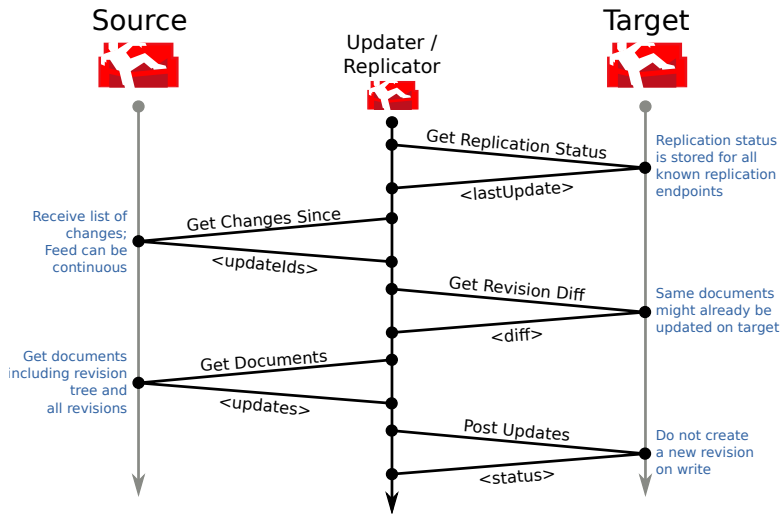 Source
Updater /
Replicator
Target
Get Replication Status
Replication status
is stored for all
known replication
endpoints
<lastUpdate>
Receive list of
changes;
Feed can be
continuous
Get Changes Since
<updateIds>
Get Revision Diff
Same documents
might already be
updated on target
<diff>
Get documents
including revision
tree and
all revisions
Get Documents
<updates>
Post Updates
Do not create
a new revision
on write
<status>